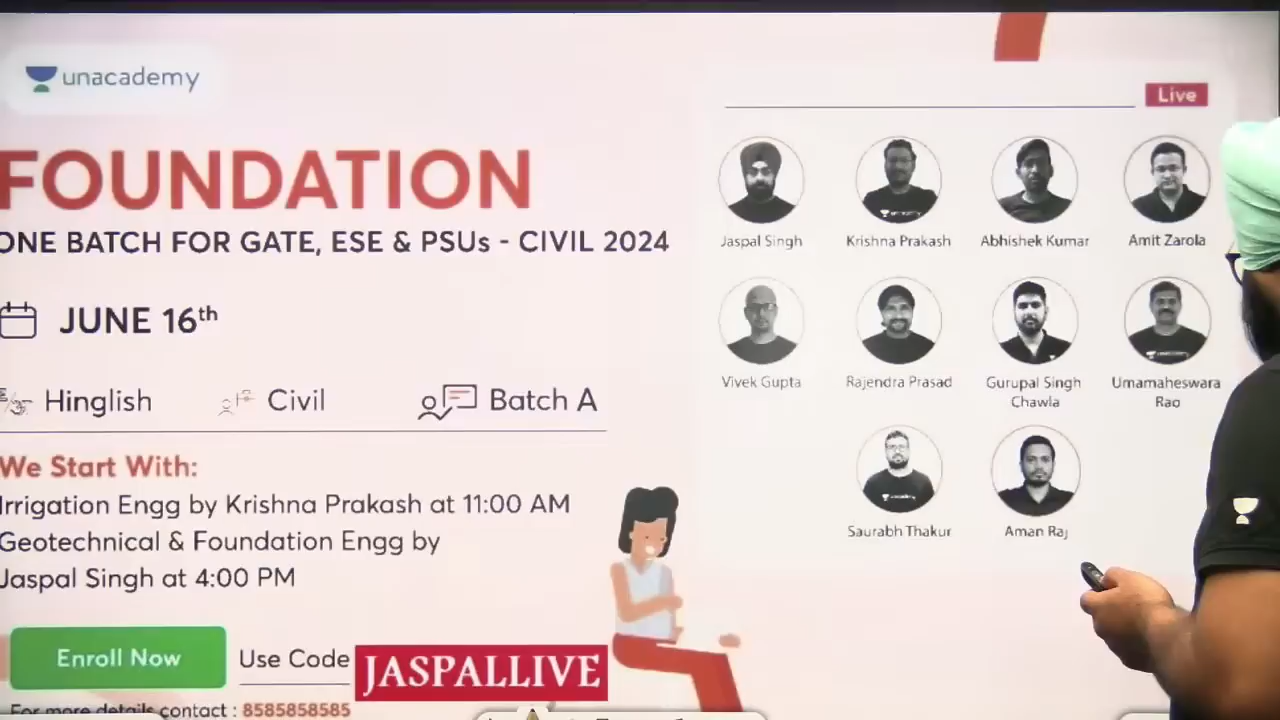 unacademy
FOUNDATION
ONE BATCH FOR GATE, ESE & PSUs - CIVIL 2024
JUNE 16th
Hinglish
Civil
Batch A
We Start With:
Irrigation Engg by Krishna Prakash at 11:00 AM
Geotechnical & Foundation Engg by
Jaspal Singh at 4:00 PM
Enroll Now
Use Code
JASPALLIVE
For more details contact : 8585858585
Live
Jaspal Singh
Krishna Prakash
Abhishek Kumar
Amit Zarola
Vivek Gupta
Rajendra Prasad
Gurupal Singh
Chawla
Umamaheswara
Rao
Saurabh Thakur
Aman Raj